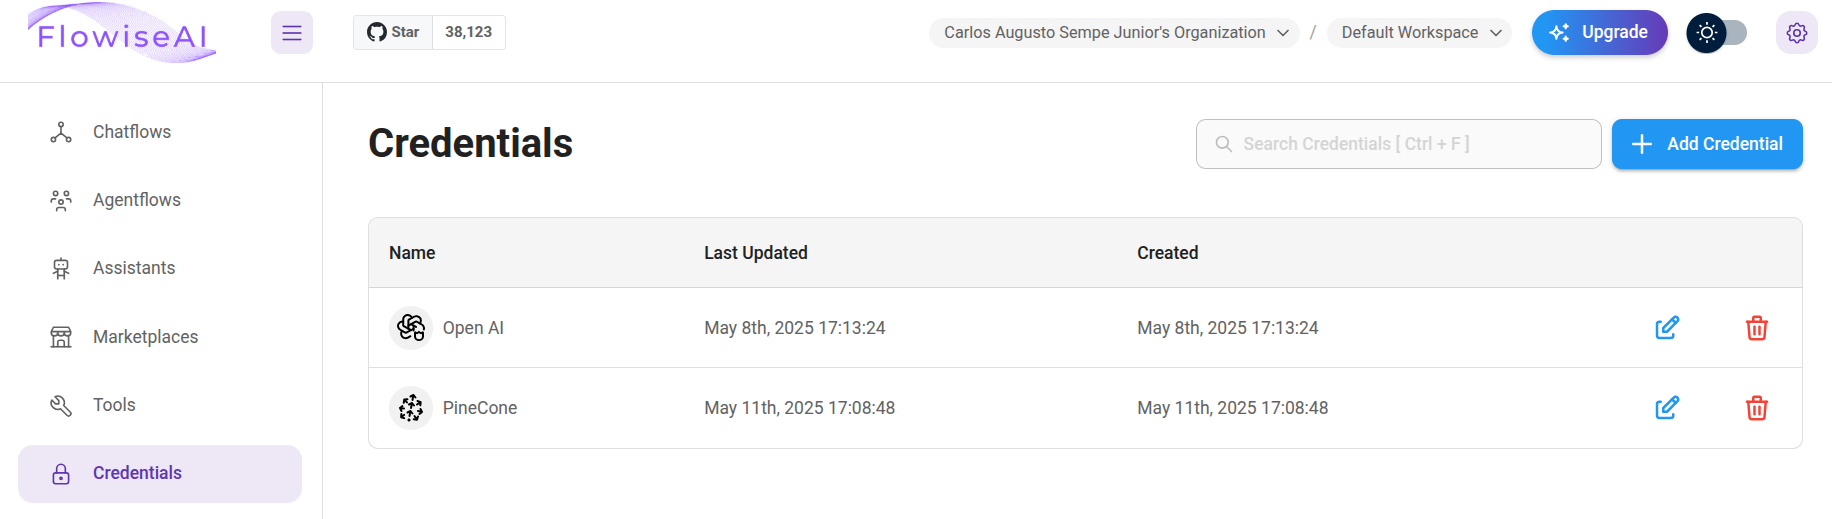 FlowiseAI
Star 38,123
Carlos Augusto Sempe Junior's Organization / Default Workspace
Upgrade
Chatflows
Agentflows
Assistants
Marketplaces
Tools
Credentials
Credentials
Search Credentials [ Ctrl + F ]
Add Credential
Name Last Updated Created
Open AI May 8th, 2025 17:13:24 May 8th, 2025 17:13:24
PineCone May 11th, 2025 17:08:48 May 11th, 2025 17:08:48